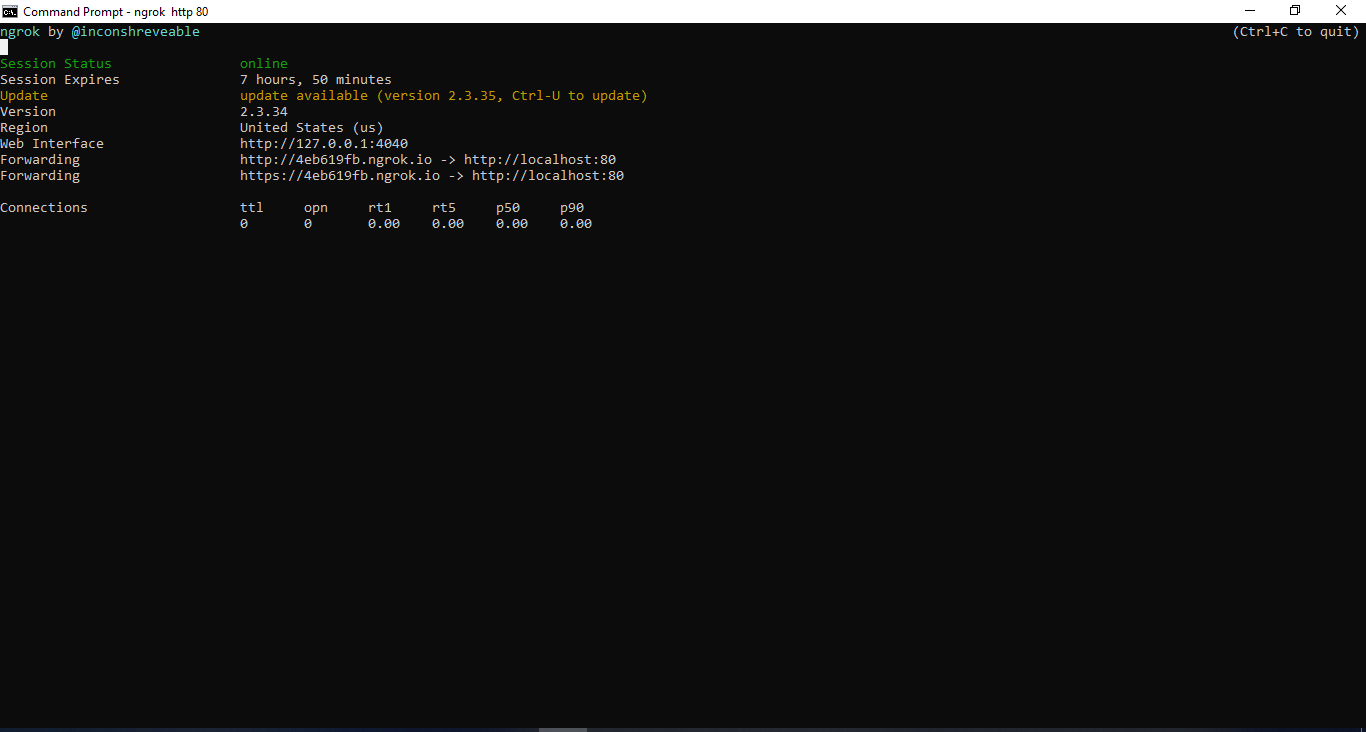 Command Prompt - ngrok http 80
ngrok by @inconshreveable (Ctrl+C to quit)
Session Status online
Session Expires 7 hours, 50 minutes
Update update available (version 2.3.35, Ctrl-U to update)
Version 2.3.34
Region United States (us)
Web Interface http://127.0.0.1:4040
Forwarding http://4eb619fb.ngrok.io -> http://localhost:80
Forwarding https://4eb619fb.ngrok.io -> http://localhost:80
Connections ttl opn rt1 rt5 p50 p90
0 0 0.00 0.00 0.00 0.00